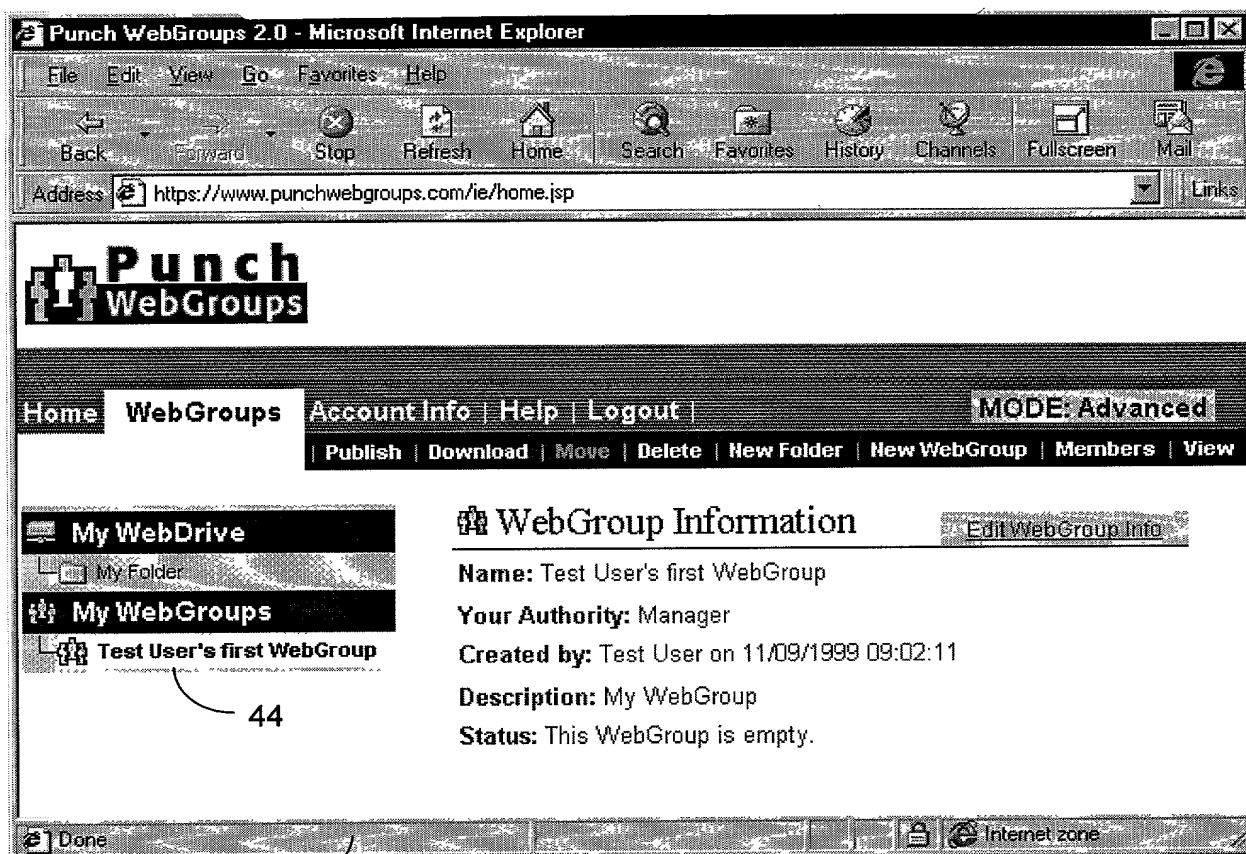 Punch WebGroups 2.0 - Microsoft Internet Explorer
File Edit View Go Favorites Help
Back Forward Stop Refresh Home Search Favorites History Channels Fullscreen Mail
Address https://www.punchwebgroups.com/ie/home.jsp Links
Punch
WebGroups
Home WebGroups Account Info | Help | Logout | MODE: Advanced
| Publish | Download | Move | Delete | New Folder | New WebGroup | Members | View
My WebDrive
My Folder
My WebGroups
Test User's first WebGroup
44
WebGroup Information Edit WebGroup Info
Name: Test User's first WebGroup
Your Authority: Manager
Created by: Test User on 11/09/1999 09:02:11
Description: My WebGroup
Status: This WebGroup is empty.
Done Internet zone